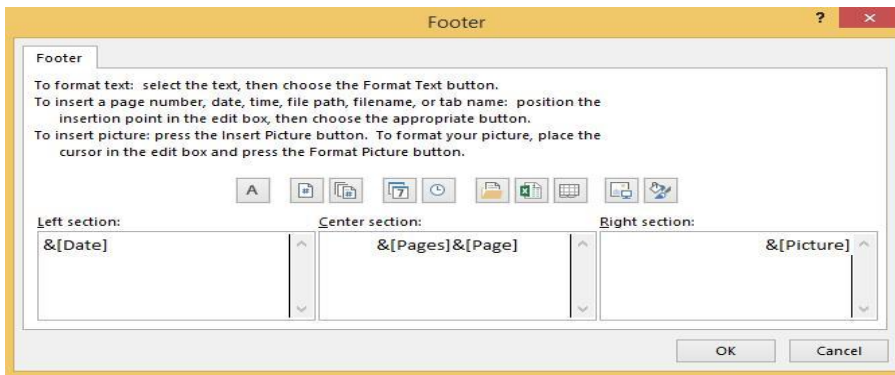 Footer
?
Footer
To format text: select the text, then choose the Format Text button.
To insert a page number, date, time, file path, filename, or tab name: position the
insertion point in the edit box, then choose the appropriate button.
To insert picture: press the Insert Picture button. To format your picture, place the
cursor in the edit box and press the Format Picture button.
A
7
Left section: Center section: Right section:
&[Date] &[Pages]&[Page] &[Picture]
OK Cancel